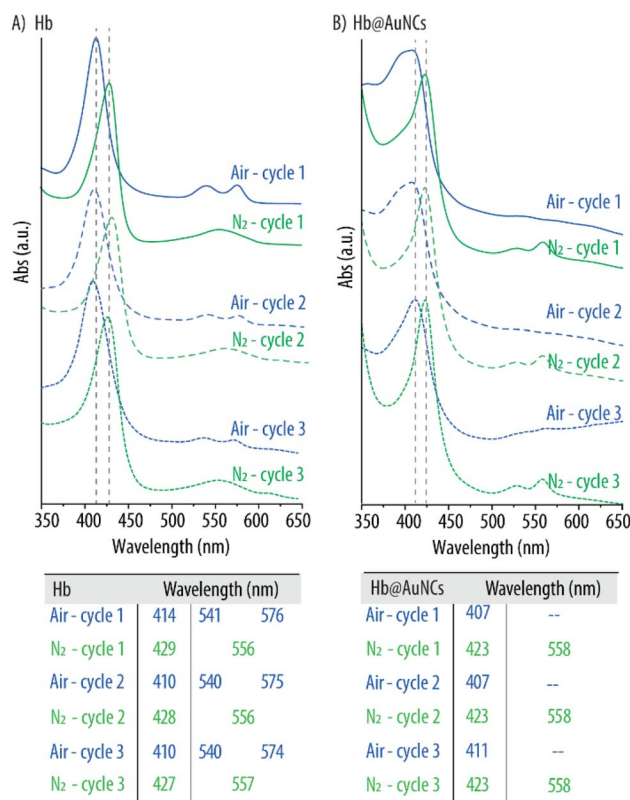 A) Hb
Abs (a.u.)
Air - cycle 1
N₂ - cycle 1
Air - cycle 2
N₂ - cycle 2
Air - cycle 3
N₂ - cycle 3
350 400 450 500 550 600 650
Wavelength (nm)
B) Hb@AuNCs
Abs (a.u.)
Air - cycle 1
N₂ - cycle 1
Air - cycle 2
N₂ - cycle 2
Air - cycle 3
N₂ - cycle 3
350 400 450 500 550 600 650
Wavelength (nm)
Hb Wavelength (nm)
Air - cycle 1 414 541 576
N₂ - cycle 1 429 556
Air - cycle 2 410 540 575
N₂ - cycle 2 428 556
Air - cycle 3 410 540 574
N₂ - cycle 3 427 557
Hb@AuNCs Wavelength (nm)
Air - cycle 1 407 --
N₂ - cycle 1 423 558
Air - cycle 2 407 --
N₂ - cycle 2 423 558
Air - cycle 3 411 --
N₂ - cycle 3 423 558